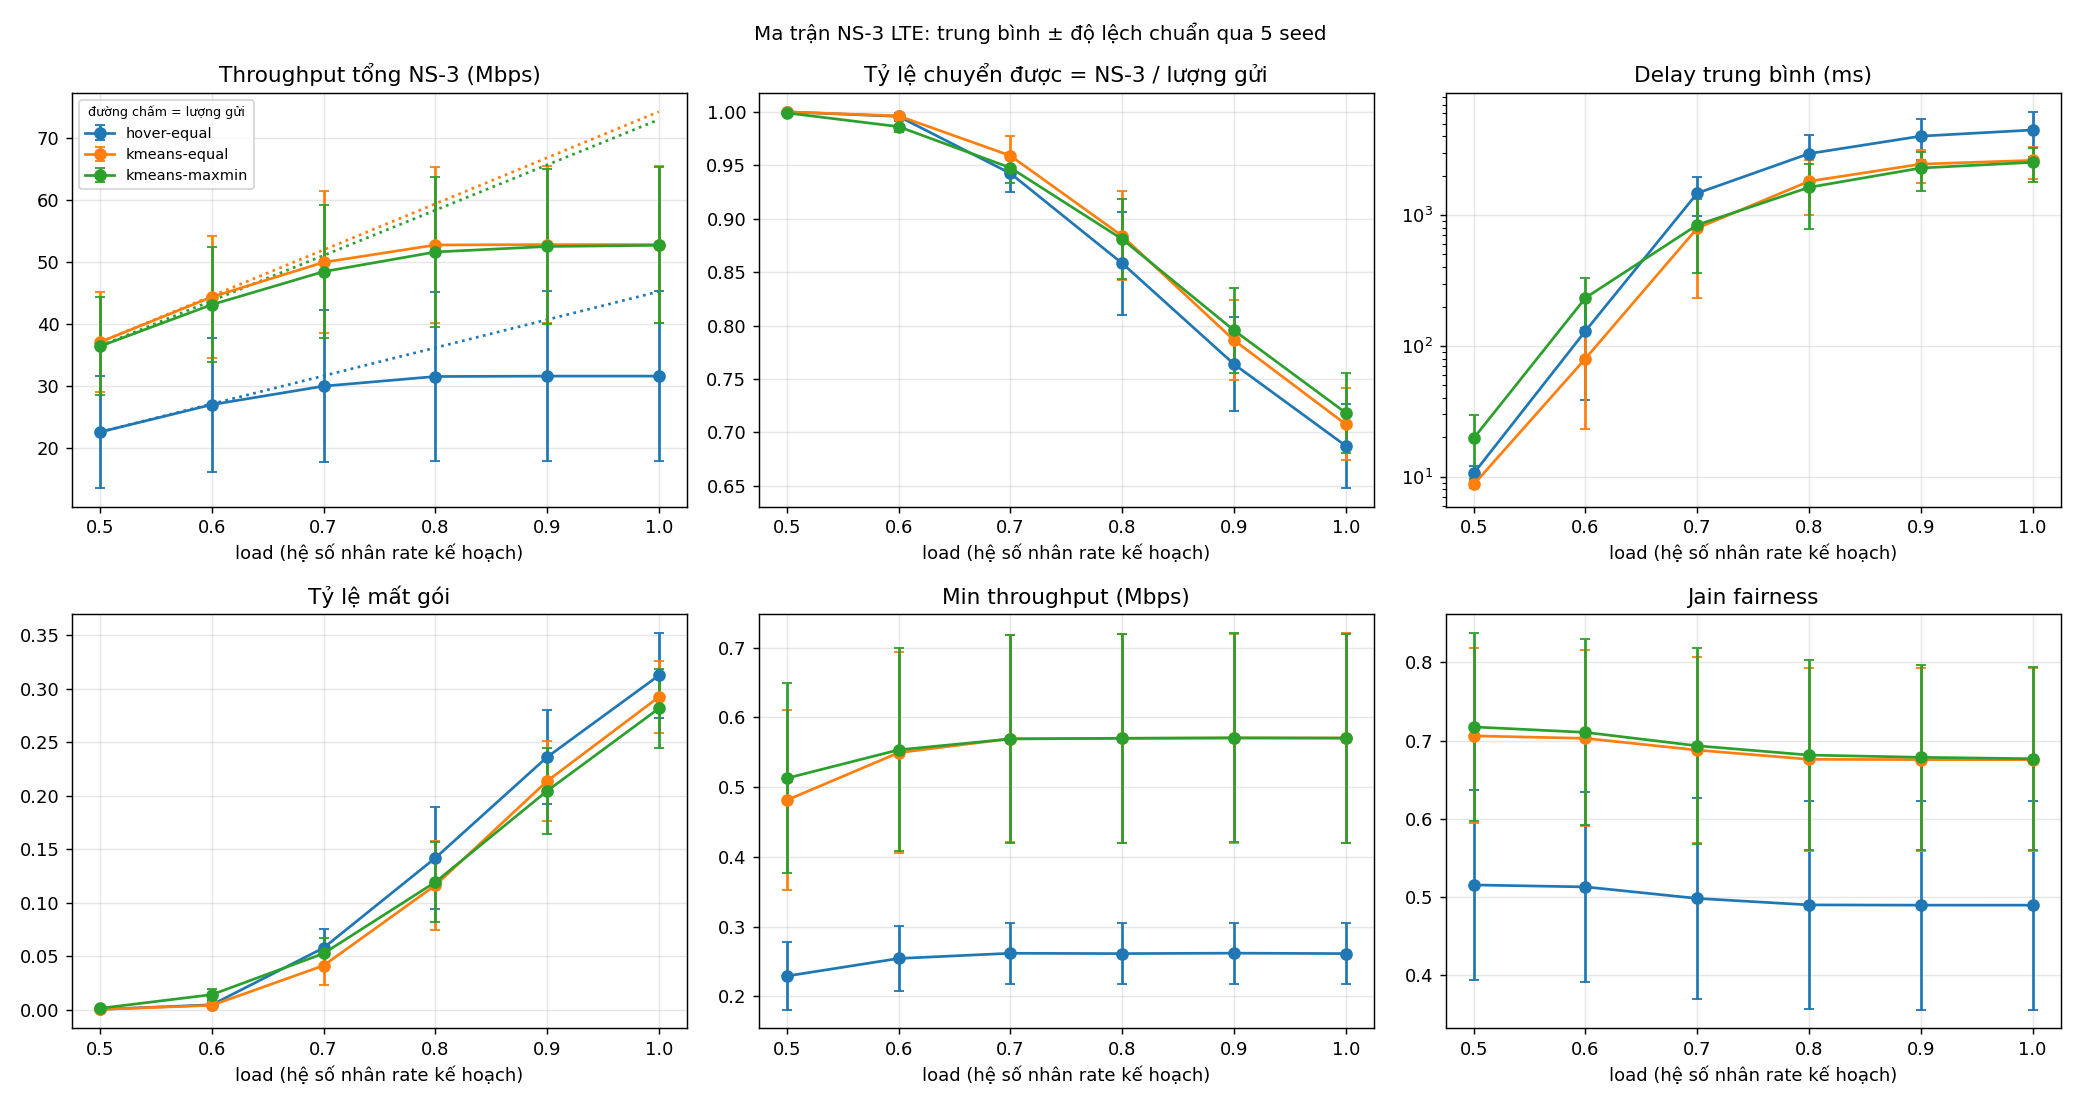 Ma trận NS-3 LTE: trung bình ± độ lệch chuẩn qua 5 seed
Throughput tổng NS-3 (Mbps)
đường chấm = lượng gửi
hover-equal
kmeans-equal
kmeans-maxmin
70
60
50
40
30
20
0.5 0.6 0.7 0.8 0.9 1.0
load (hệ số nhân rate kế hoạch)
Tỷ lệ chuyển được = NS-3 / lượng gửi
1.00
0.95
0.90
0.85
0.80
0.75
0.70
0.65
0.5 0.6 0.7 0.8 0.9 1.0
load (hệ số nhân rate kế hoạch)
Delay trung bình (ms)
10³
10²
10¹
0.5 0.6 0.7 0.8 0.9 1.0
load (hệ số nhân rate kế hoạch)
Tỷ lệ mất gói
0.35
0.30
0.25
0.20
0.15
0.10
0.05
0.00
0.5 0.6 0.7 0.8 0.9 1.0
load (hệ số nhân rate kế hoạch)
Min throughput (Mbps)
0.7
0.6
0.5
0.4
0.3
0.2
0.5 0.6 0.7 0.8 0.9 1.0
load (hệ số nhân rate kế hoạch)
Jain fairness
0.8
0.7
0.6
0.5
0.4
0.5 0.6 0.7 0.8 0.9 1.0
load (hệ số nhân rate kế hoạch)